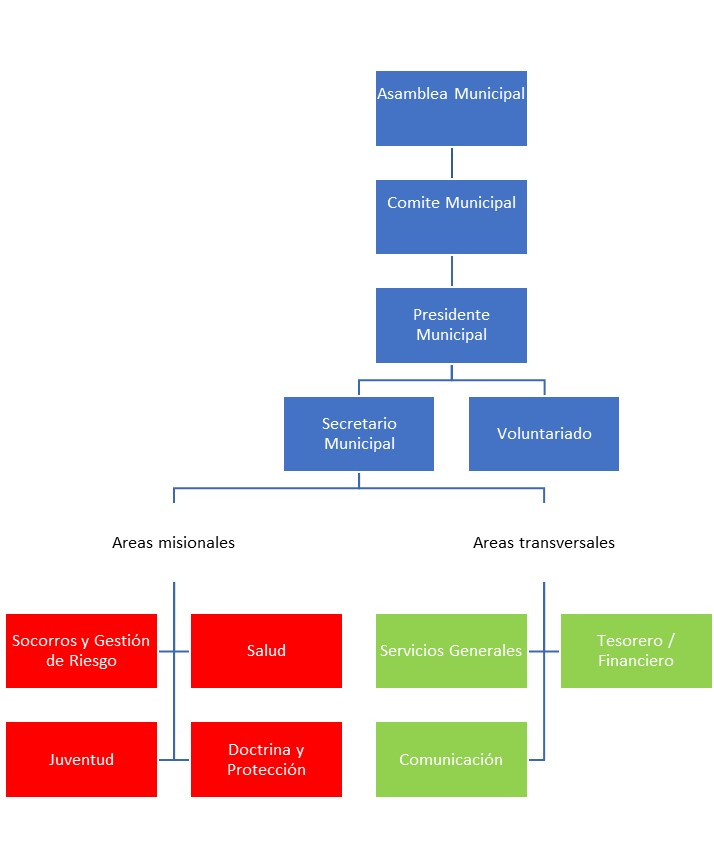 Asamblea Municipal
Comite Municipal
Presidente
Municipal
Secretario
Municipal
Voluntariado
Areas misionales
Areas transversales
Socorros y Gestión
de Riesgo
Salud
Servicios Generales
Tesorero /
Financiero
Juventud
Doctrina y
Protección
Comunicación